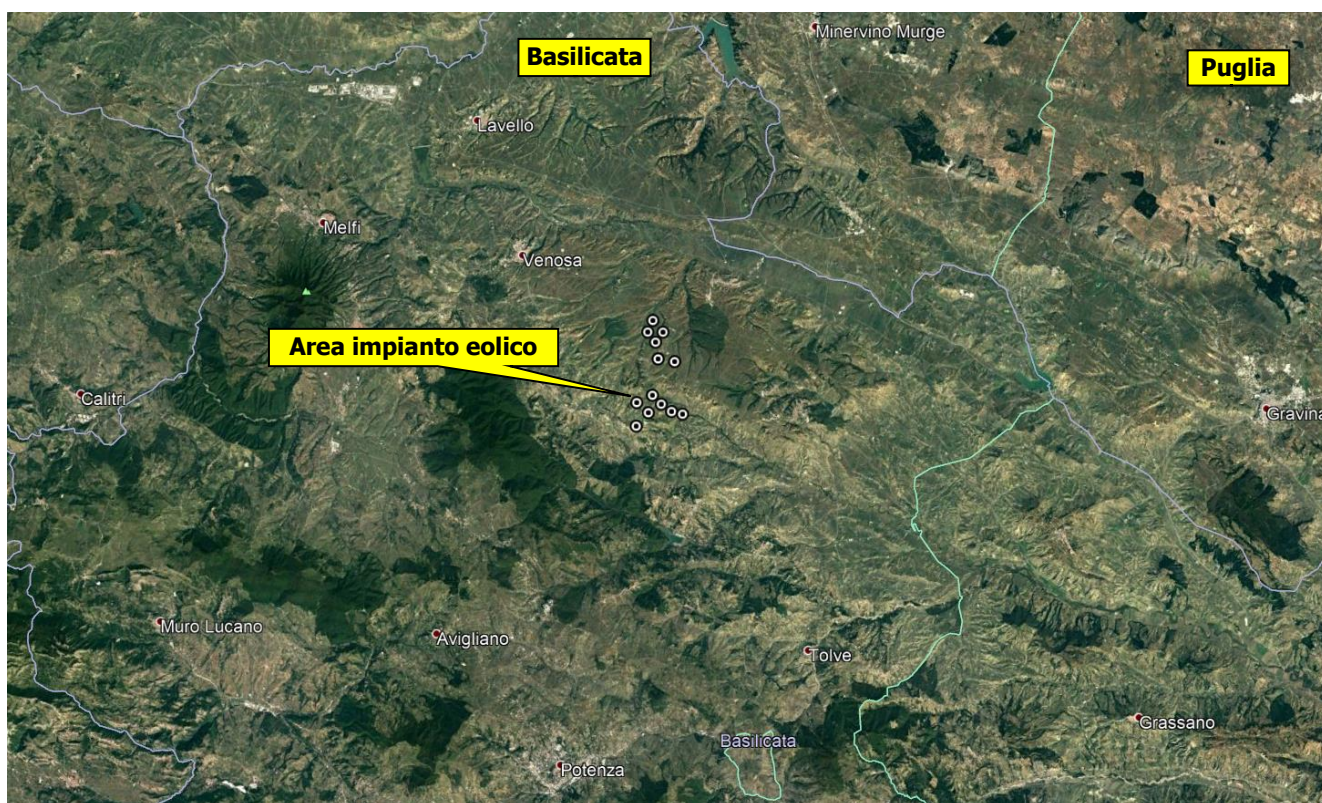 Minervino Murge
Basilicata
Puglia
Lavello
Melfi
Venosa
Area impianto eolico
Calitri
Gravina
Muro Lucano
Avigliano
Tolve
Grassano
Basilicata
Potenza